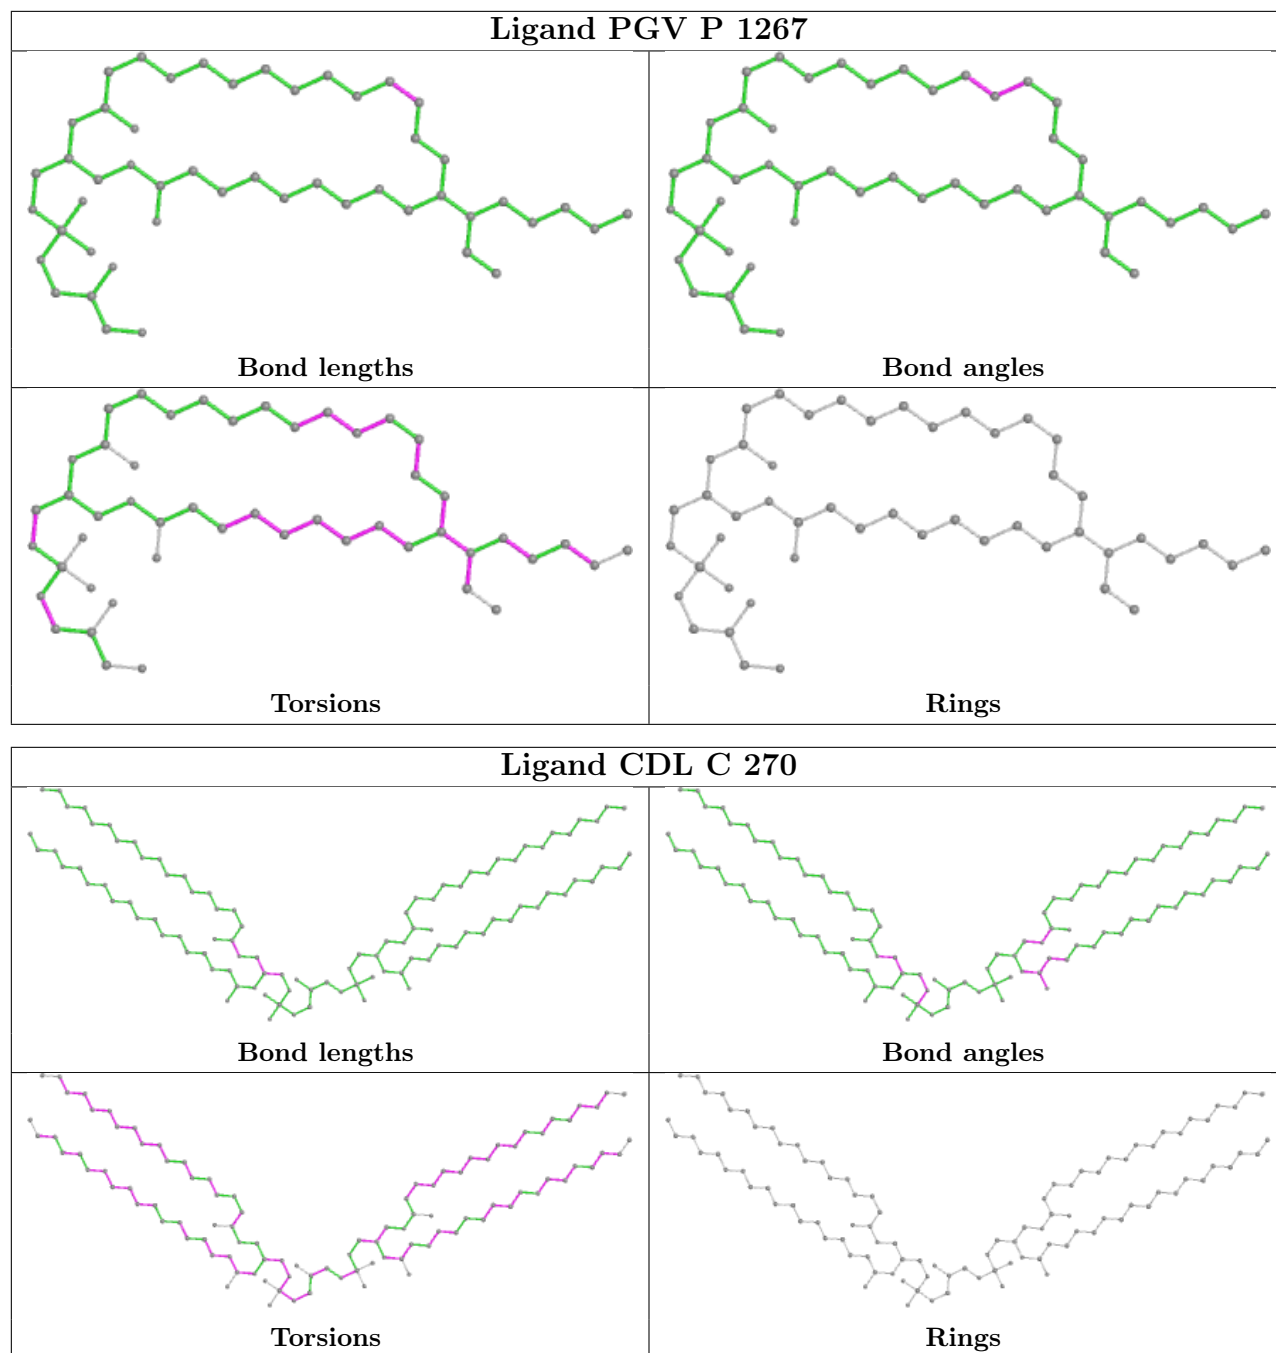 Ligand PGV P 1267
Bond lengths
Bond angles
Torsions
Rings
Ligand CDL C 270
Bond lengths
Bond angles
Torsions
Rings